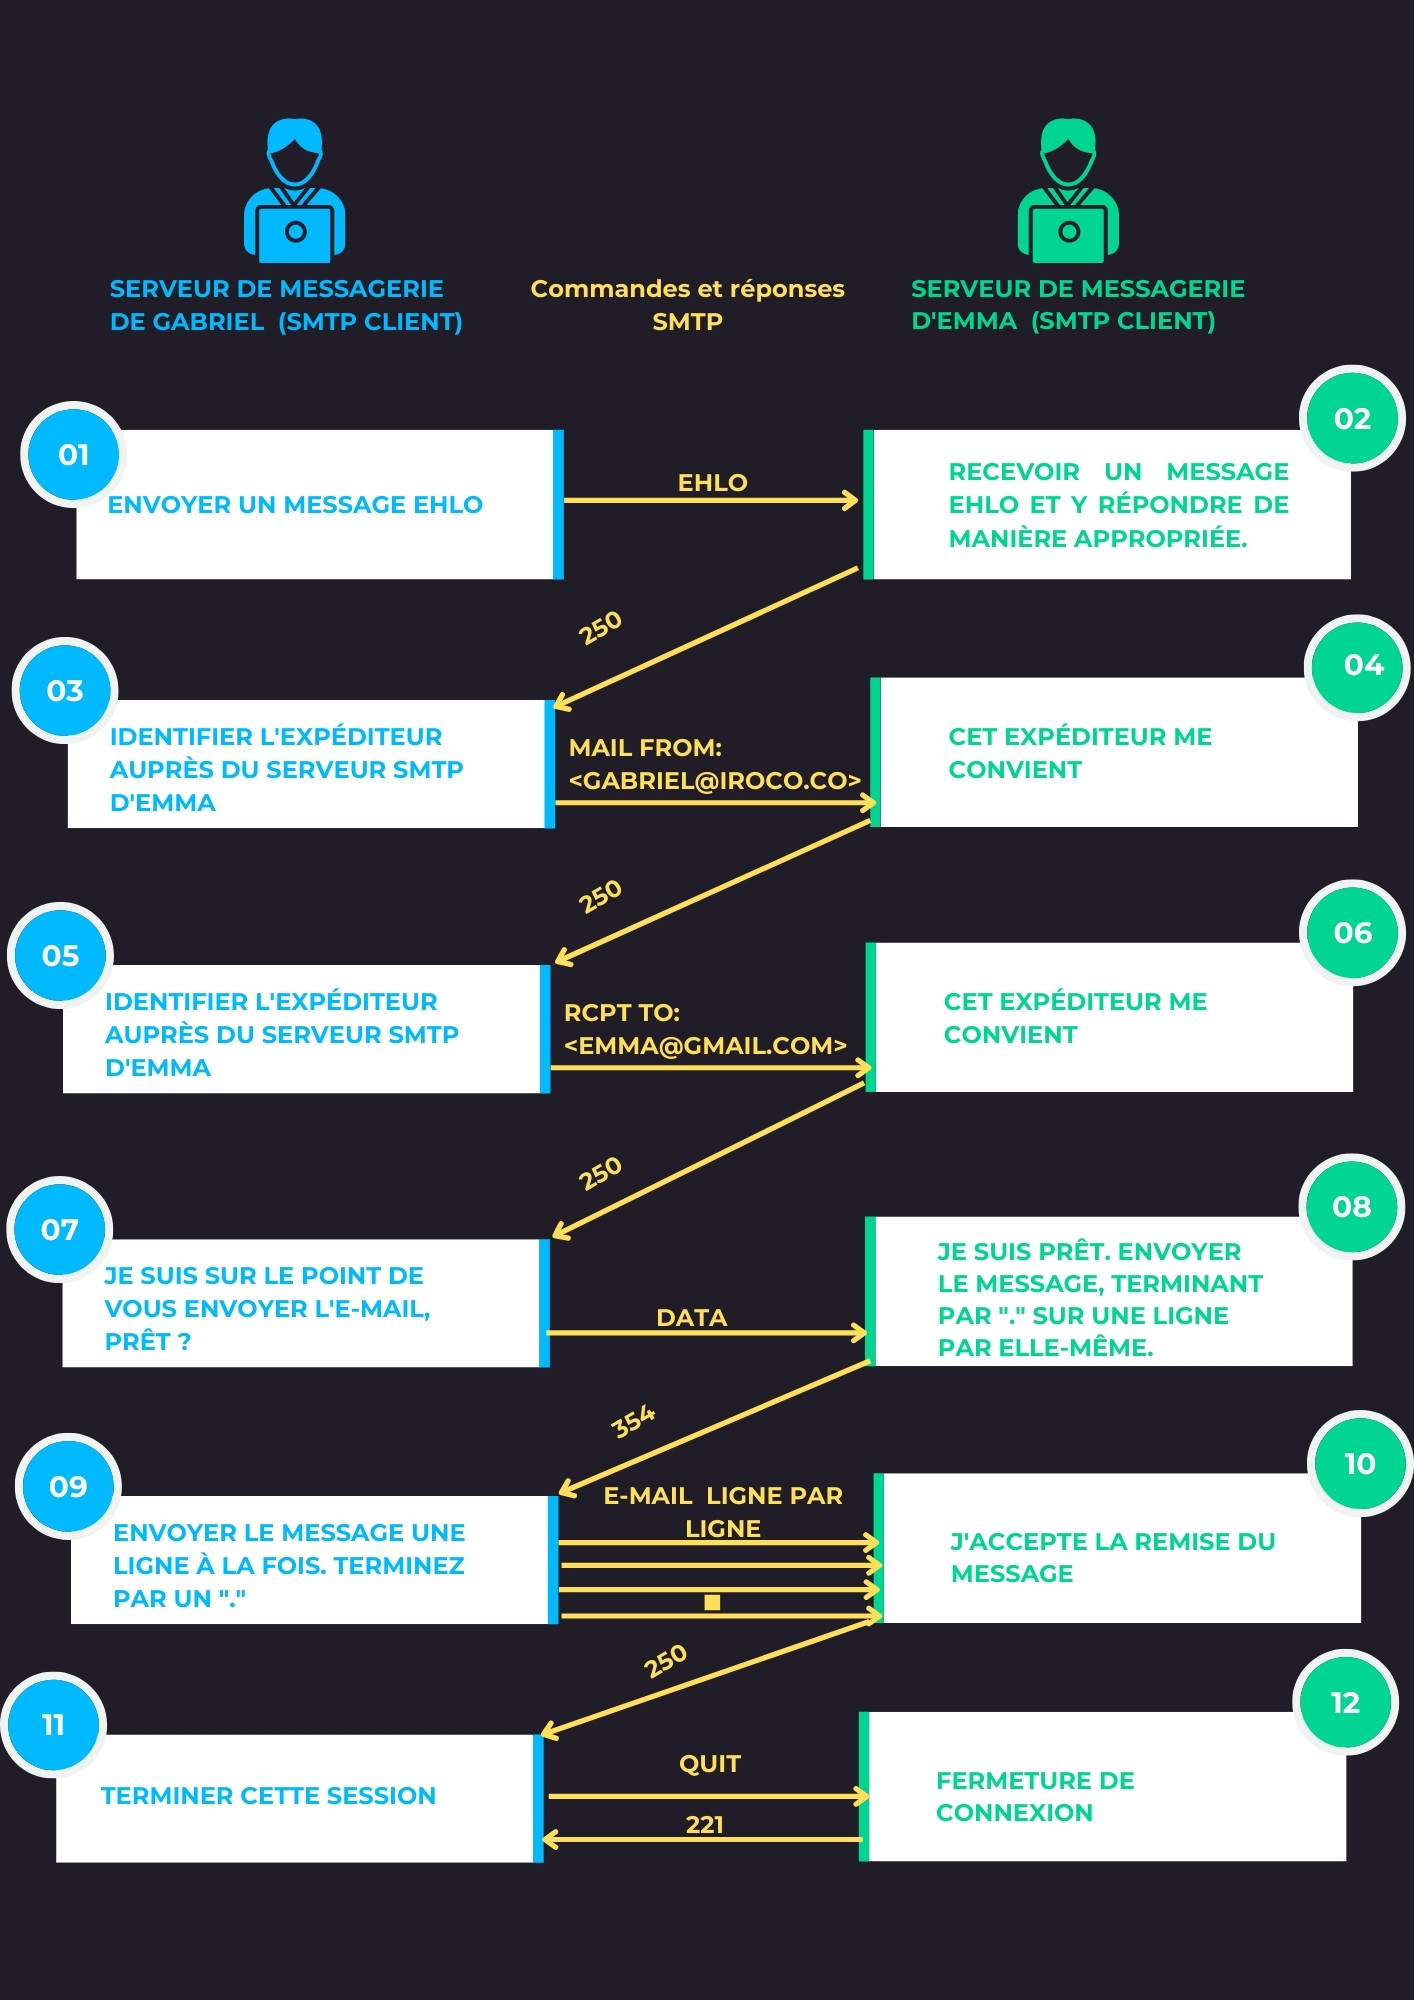 SERVEUR DE MESSAGERIE
DE GABRIEL (SMTP CLIENT)
Commandes et réponses
SMTP
SERVEUR DE MESSAGERIE
D'EMMA (SMTP CLIENT)
01
ENVOYER UN MESSAGE EHLO
EHLO
02
RECEVOIR UN MESSAGE
EHLO ET Y RÉPONDRE DE
MANIÈRE APPROPRIÉE.
250
03
IDENTIFIER L'EXPÉDITEUR
AUPRÈS DU SERVEUR SMTP
D'EMMA
MAIL FROM:
<GABRIEL@IROCO.CO>
04
CET EXPÉDITEUR ME
CONVIENT
250
05
IDENTIFIER L'EXPÉDITEUR
AUPRÈS DU SERVEUR SMTP
D'EMMA
RCPT TO:
<EMMA@GMAIL.COM>
06
CET EXPÉDITEUR ME
CONVIENT
250
07
JE SUIS SUR LE POINT DE
VOUS ENVOYER L'E-MAIL,
PRÊT ?
DATA
08
JE SUIS PRÊT. ENVOYER
LE MESSAGE, TERMINANT
PAR "." SUR UNE LIGNE
PAR ELLE-MÊME.
354
09
ENVOYER LE MESSAGE UNE
LIGNE À LA FOIS. TERMINEZ
PAR UN "."
E-MAIL LIGNE PAR
LIGNE
.
10
J'ACCEPTE LA REMISE DU
MESSAGE
250
11
TERMINER CETTE SESSION
QUIT
221
12
FERMETURE DE
CONNEXION